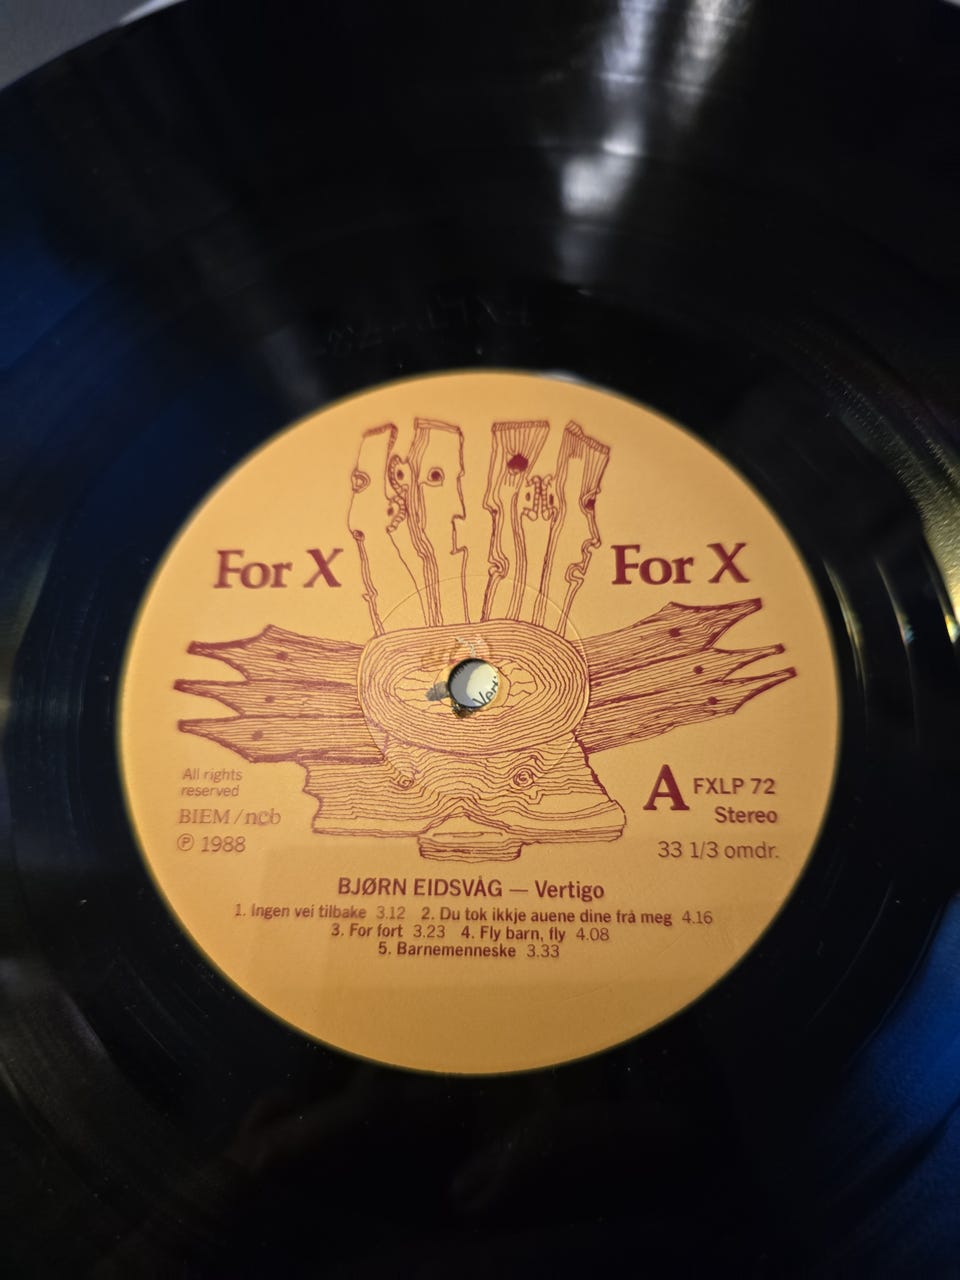 For X For X
All rights
reserved
BIEM/ncb
℗ 1988
A FXLP 72
Stereo
33 1/3 omdr.
BJØRN EIDSVÅG — Vertigo
1. Ingen vei tilbake 3.12 2. Du tok ikkje auene dine frå meg 4.16
3. For fort 3.23 4. Fly barn, fly 4.08
5. Barnemenneske 3.33